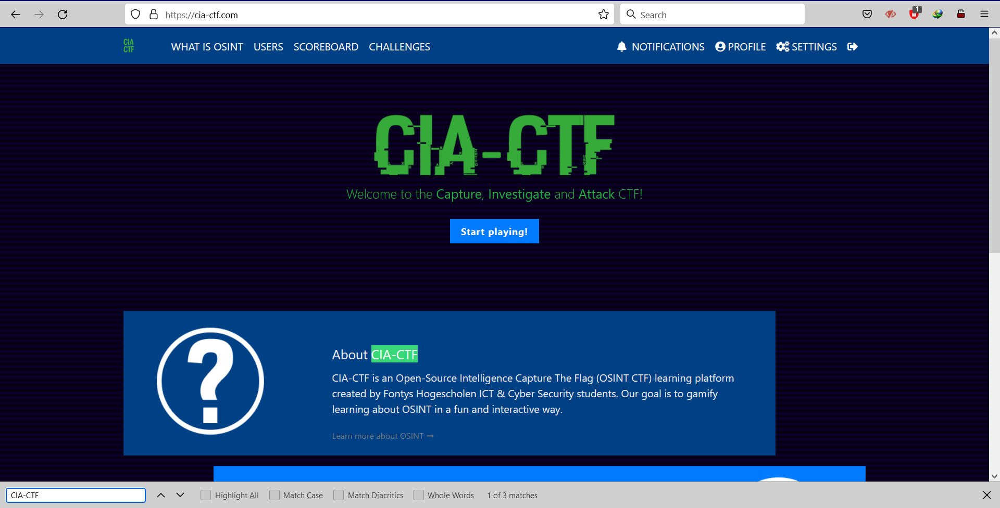 https://cia-ctf.com
Search
1
CIA
CTF
WHAT IS OSINT USERS SCOREBOARD CHALLENGES NOTIFICATIONS PROFILE SETTINGS
CIA-CTF
Welcome to the Capture, Investigate and Attack CTF!
Start playing!
?
About CIA-CTF
CIA-CTF is an Open-Source Intelligence Capture The Flag (OSINT CTF) learning platform
created by Fontys Hogescholen ICT & Cyber Security students. Our goal is to gamify
learning about OSINT in a fun and interactive way.
Learn more about OSINT ➞
CIA-CTF Highlight All Match Case Match Diacritics Whole Words 1 of 3 matches